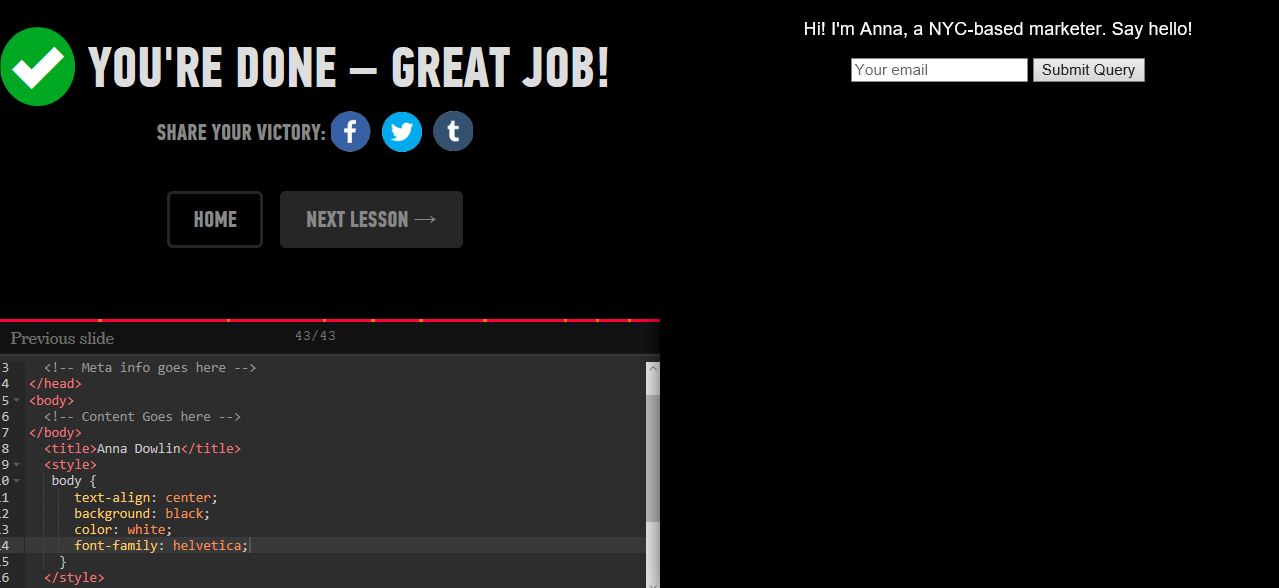 YOU'RE DONE – GREAT JOB!
SHARE YOUR VICTORY: f t
HOME
NEXT LESSON →
Previous slide
43/43
3 <!-- Meta info goes here -->
4 </head>
5 <body>
6 <!-- Content Goes here -->
7 </body>
8 <title>Anna Dowlin</title>
9 <style>
0 body {
1 text-align: center;
2 background: black;
3 color: white;
4 font-family: helvetica;
5 }
6 </style>
Hi! I'm Anna, a NYC-based marketer. Say hello!
Your email
Submit Query